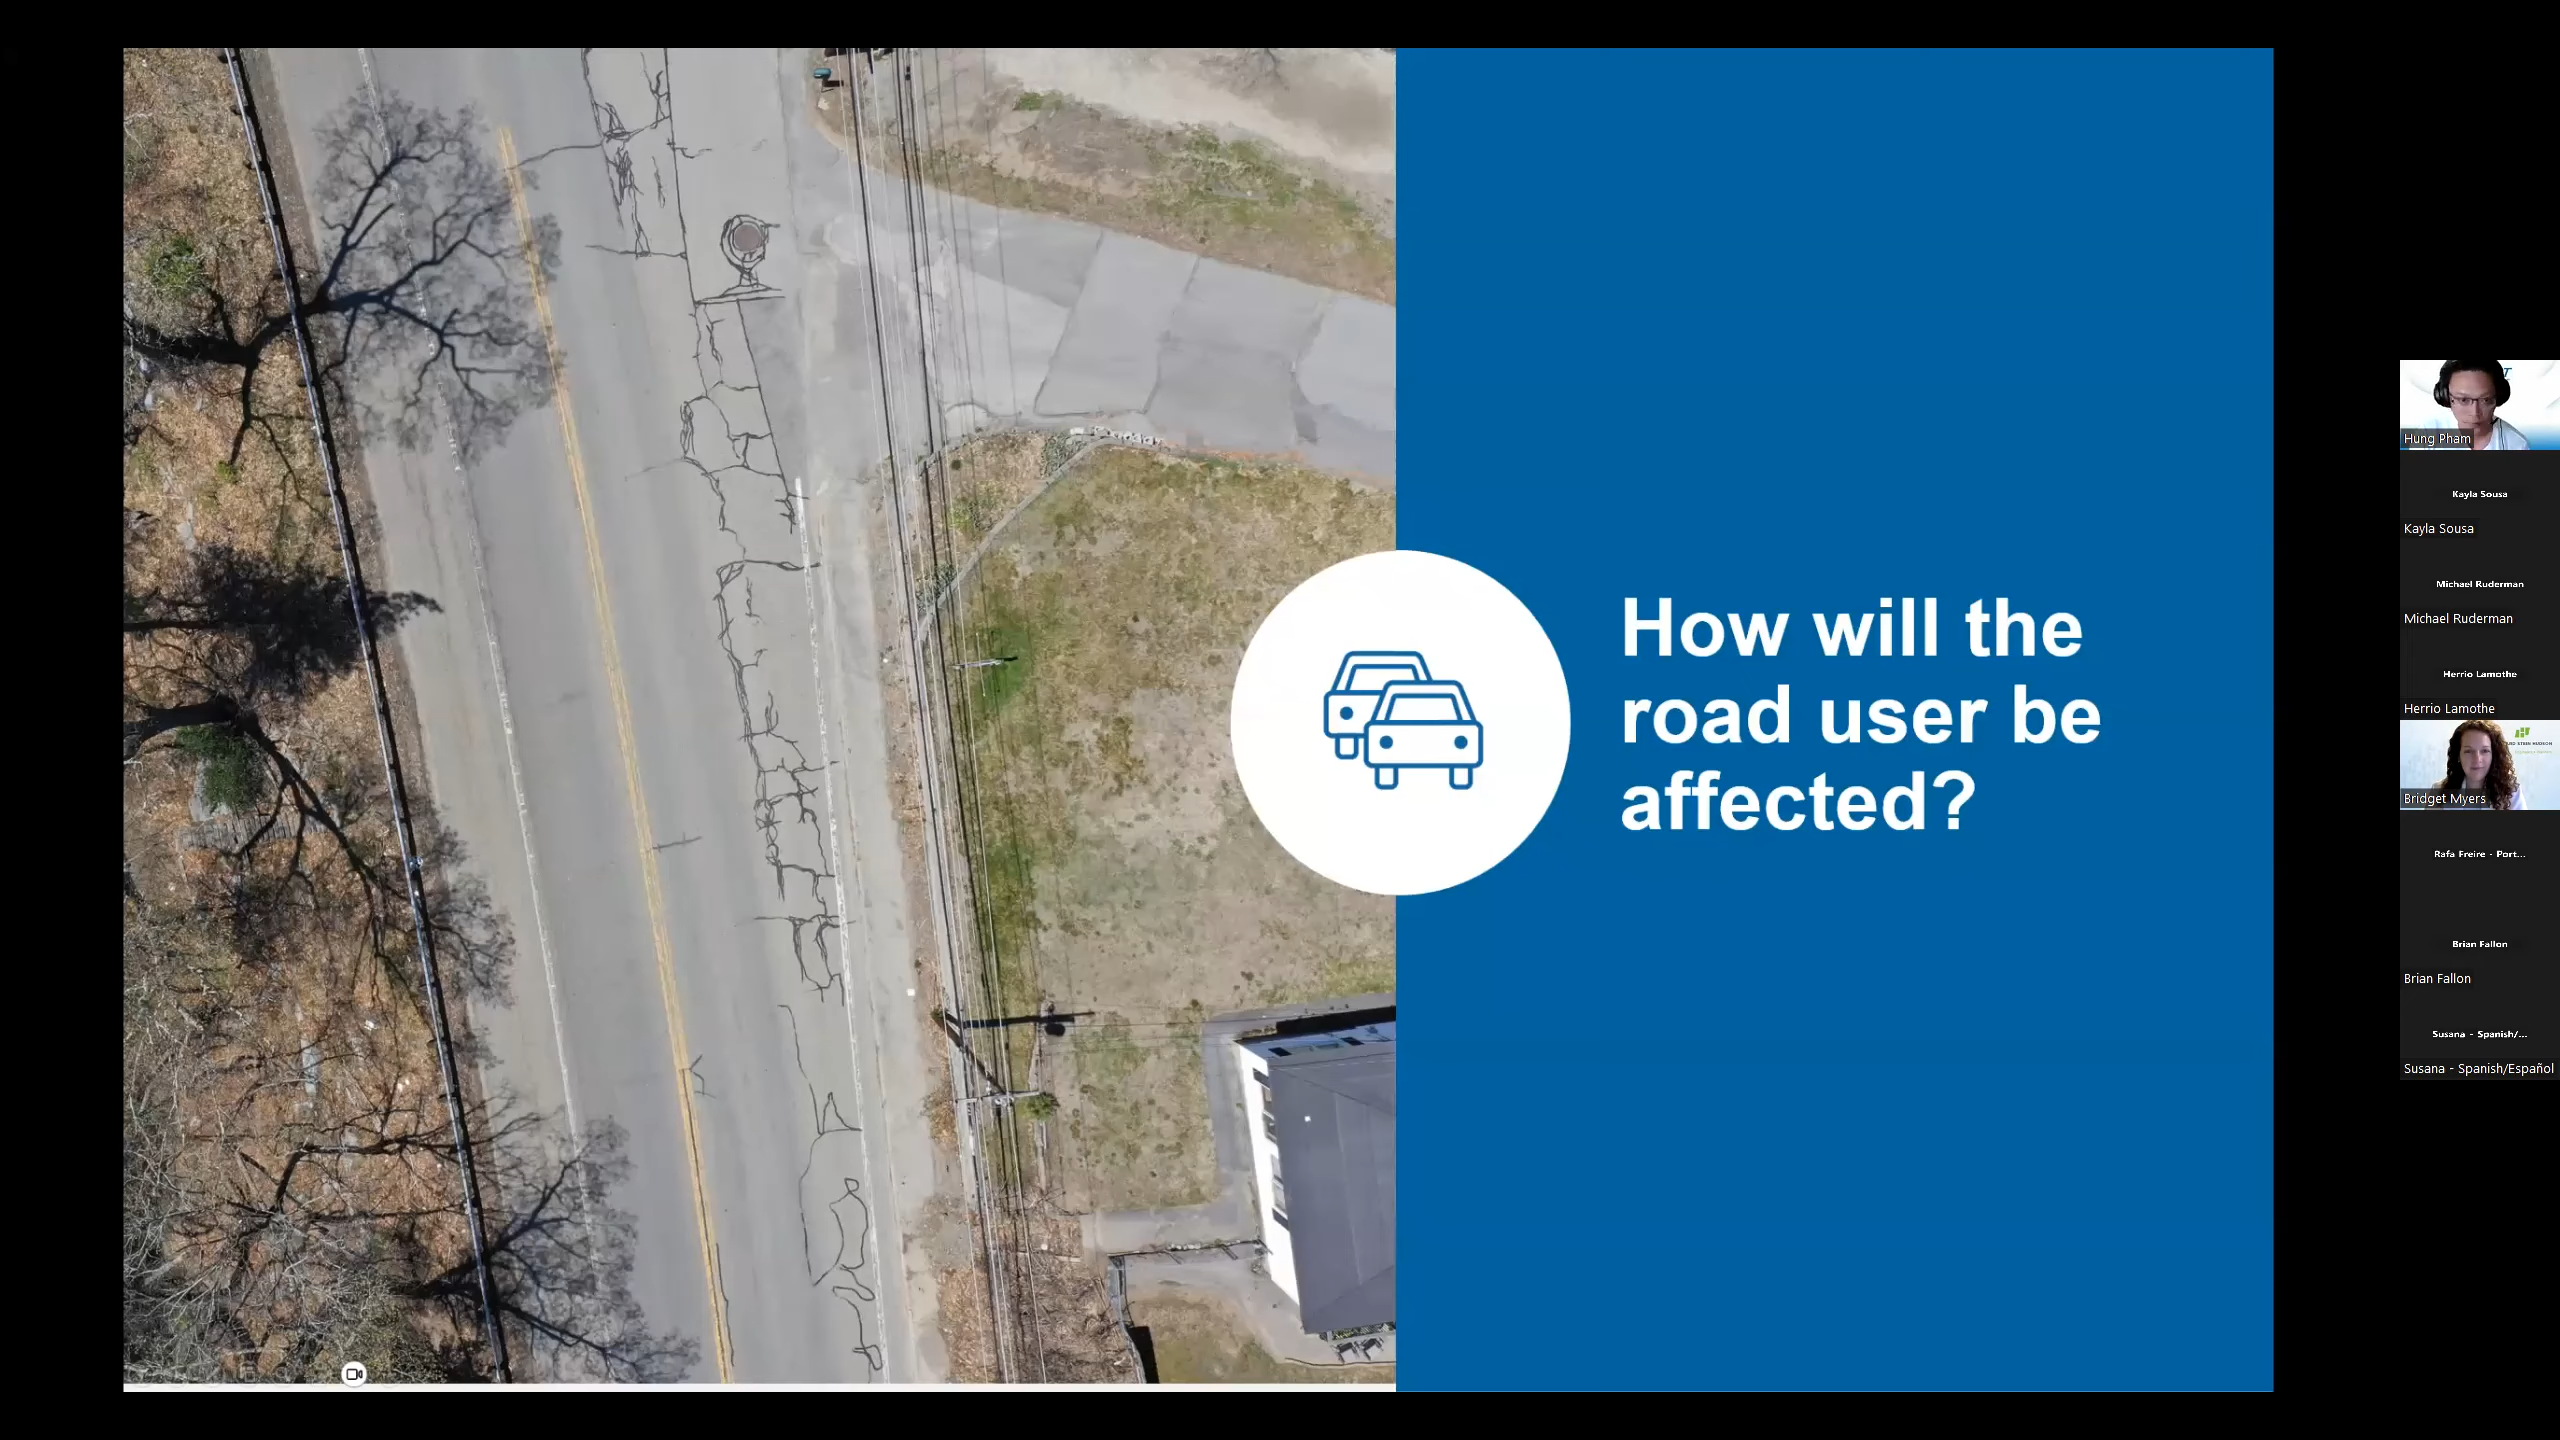 How will the
road user be
affected?
Hung Pham
Kayla Sousa
Kayla Sousa
Michael Ruderman
Michael Ruderman
Herrio Lamothe
Herrio Lamothe
Bridget Myers
Rafa Freire - Port...
Brian Fallon
Brian Fallon
Susana - Spanish/...
Susana - Spanish/Español